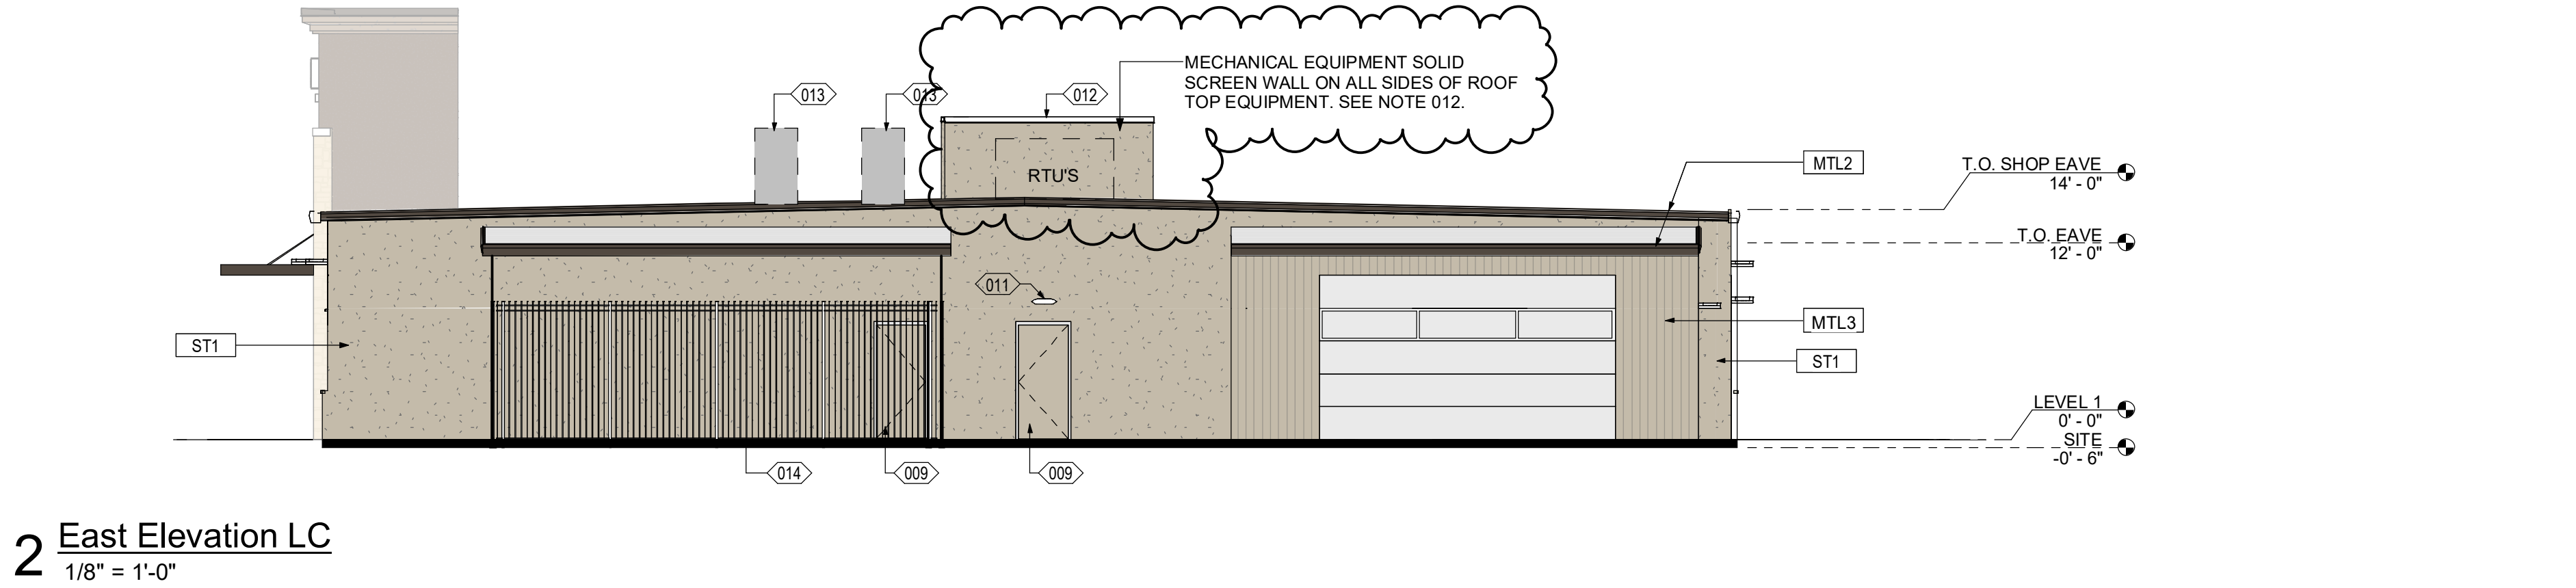 MECHANICAL EQUIPMENT SOLID
SCREEN WALL ON ALL SIDES OF ROOF
TOP EQUIPMENT. SEE NOTE 012.
013
013
012
RTU'S
MTL2
T.O. SHOP EAVE
14' - 0"
T.O. EAVE
12' - 0"
011
ST1
MTL3
ST1
LEVEL 1
0' - 0"
SITE
-0' - 6"
014
009
009
2
East Elevation LC
1/8" = 1'-0"